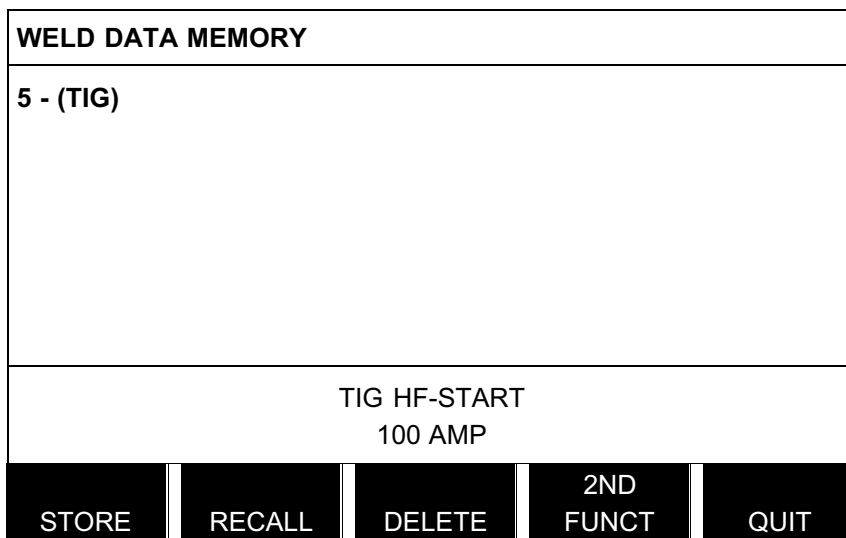 WELD DATA MEMORY
5 - (TIG)
TIG HF-START
100 AMP
STORE RECALL DELETE 2ND FUNCT QUIT